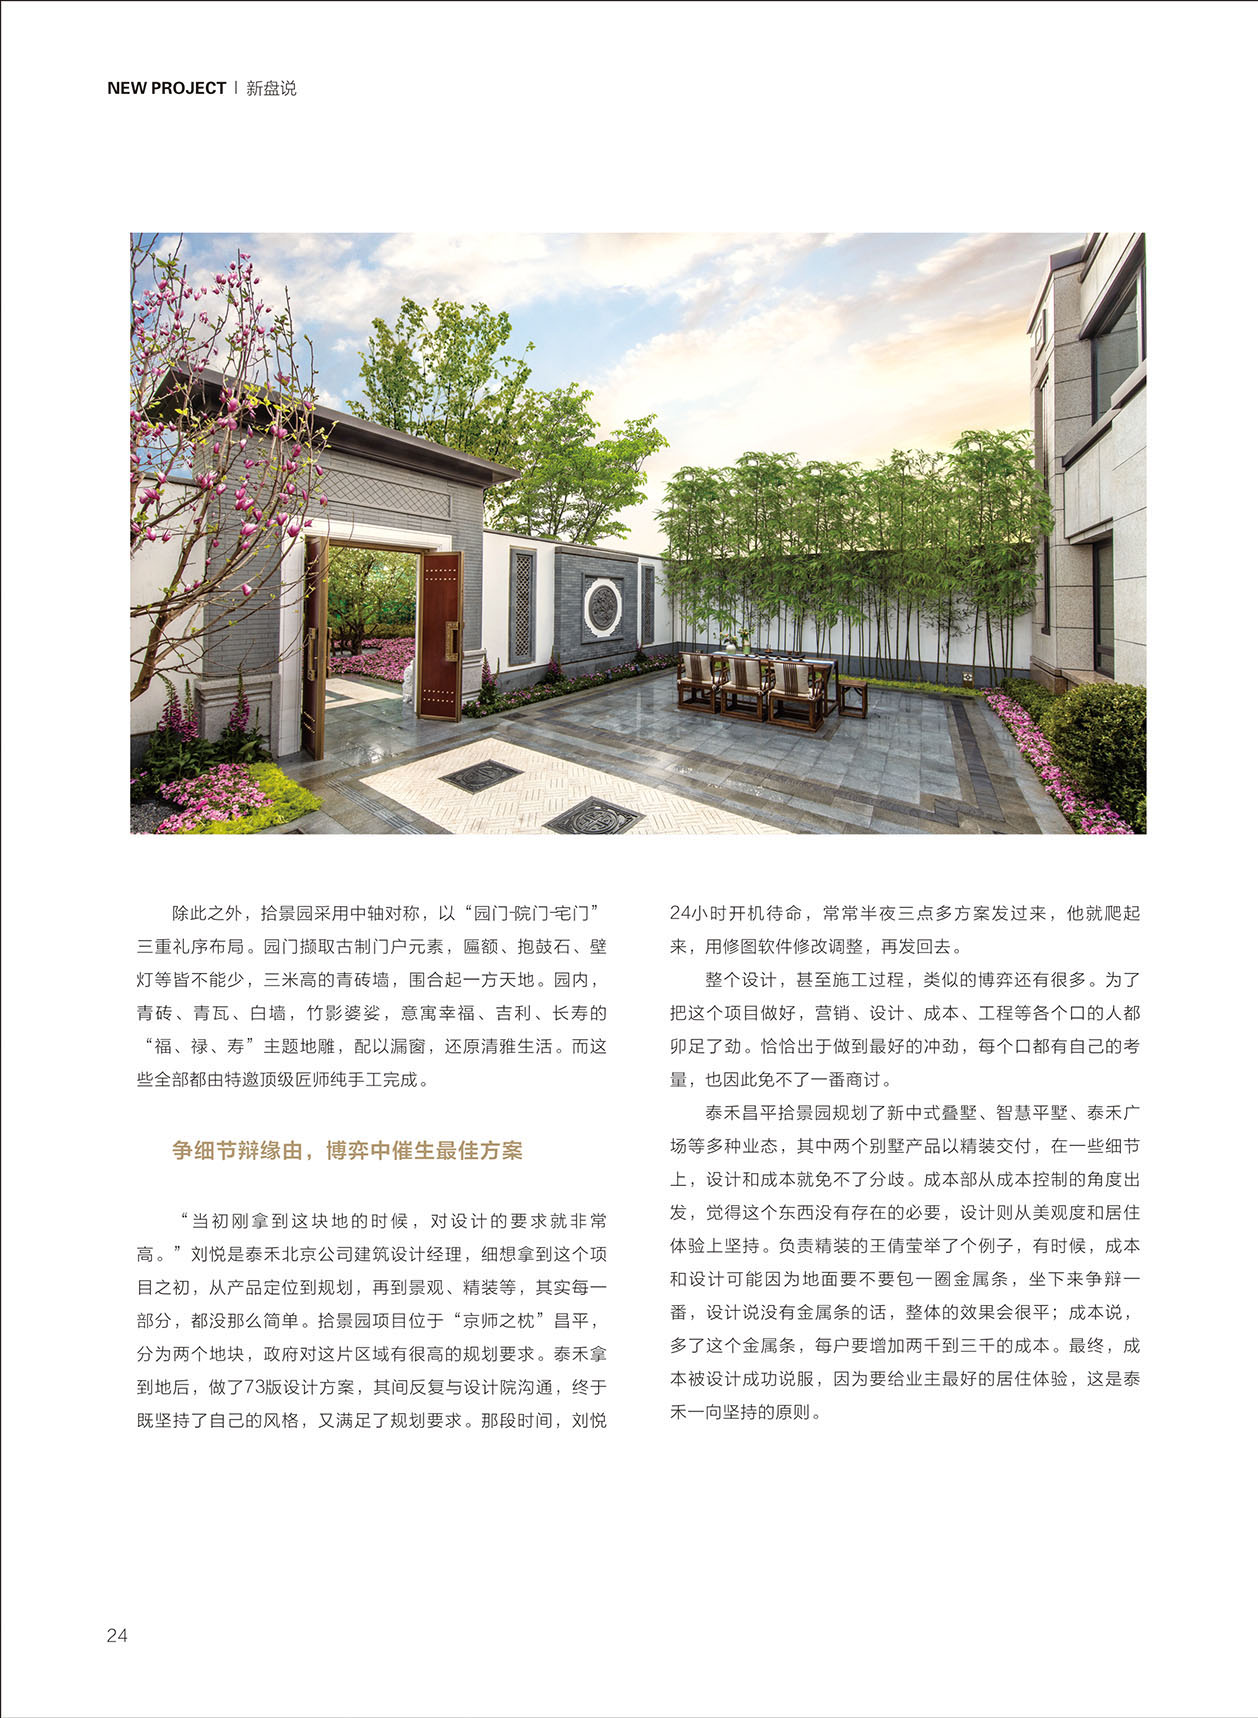 NEW PROJECT | 新盘说
除此之外，拾景园采用中轴对称，以“园门-院门-宅门”
三重礼序布局。园门撷取古制门户元素，匾额、抱鼓石、壁
灯等皆不能少，三米高的青砖墙，围合起一方天地。园内，
青砖、青瓦、白墙，竹影婆娑，意寓幸福、吉利、长寿的
“福、禄、寿”主题地雕，配以漏窗，还原清雅生活。而这
些全部都由特邀顶级匠师纯手工完成。
争细节辩缘由，博弈中催生最佳方案
“当初刚拿到这块地的时候，对设计的要求就非常
高。”刘悦是泰禾北京公司建筑设计经理，细想拿到这个项
目之初，从产品定位到规划，再到景观、精装等，其实每一
部分，都没那么简单。拾景园项目位于“京师之枕”昌平，
分为两个地块，政府对这片区域有很高的规划要求。泰禾拿
到地后，做了73版设计方案，其间反复与设计院沟通，终于
既坚持了自己的风格，又满足了规划要求。那段时间，刘悦
24小时开机待命，常常半夜三点多方案发过来，他就爬起
来，用修图软件修改调整，再发回去。
整个设计，甚至施工过程，类似的博弈还有很多。为了
把这个项目做好，营销、设计、成本、工程等各个口的人都
卯足了劲。恰恰出于做到最好的冲劲，每个口都有自己的考
量，也因此免不了一番商讨。
泰禾昌平拾景园规划了新中式叠墅、智慧平墅、泰禾广
场等多种业态，其中两个别墅产品以精装交付，在一些细节
上，设计和成本就免不了分歧。成本部从成本控制的角度出
发，觉得这个东西没有存在的必要，设计则从美观度和居住
体验上坚持。负责精装的王倩莹举了个例子，有时候，成本
和设计可能因为地面要不要包一圈金属条，坐下来争辩一
番，设计说没有金属条的话，整体的效果会很平；成本说，
多了这个金属条，每户要增加两千到三千的成本。最终，成
本被设计成功说服，因为要给业主最好的居住体验，这是泰
禾一向坚持的原则。
24